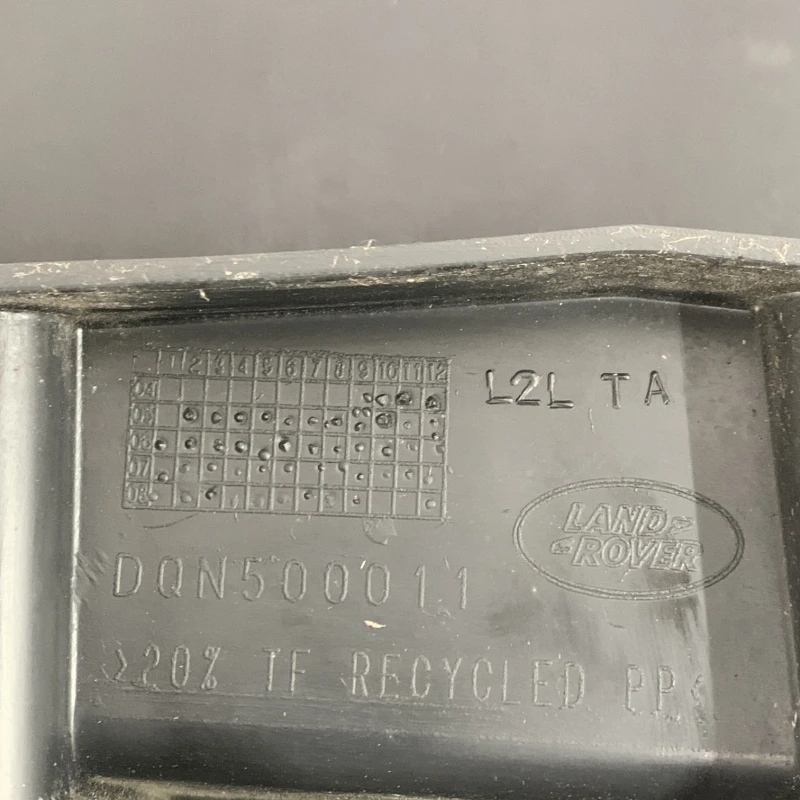 1 2 3 4 5 6 7 8 9 10 11 12
04
05
06
07
08
L2L TA
LAND
ROVER
DQN500011
>20% TF RECYCLED PP<